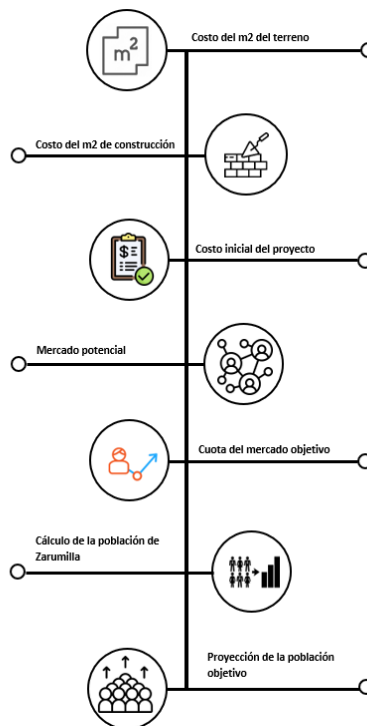 m²
Costo del m2 del terreno
Costo del m2 de construcción
$
Costo inicial del proyecto
Mercado potencial
Cuota del mercado objetivo
Cálculo de la población de
Zarumilla
Proyección de la población
objetivo